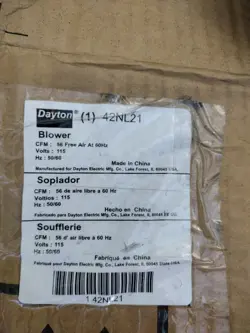 Dayton (1) 42NL21
Blower
CFM : 56 Free Air At 60Hz
Volts : 115
Hz : 50/60
Made in China
Manufactured for Dayton Electric Mfg. Co., Lake Forest, IL 60045 USA
Soplador
CFM : 56 de aire libre a 60 Hz
Voltios : 115
Hz : 50/60
Hecho en China
Fabricado para Dayton Electric Mfg. Co., Lake Forest, IL 60045
Soufflerie
CFM : 56 d' air libre à 60 Hz
Volts : 115
Hz : 50/60
Fabriqué en China
Fabriqué pour Dayton Electric Mfg. Co., Lake Forest, IL 60045
1 42NL21